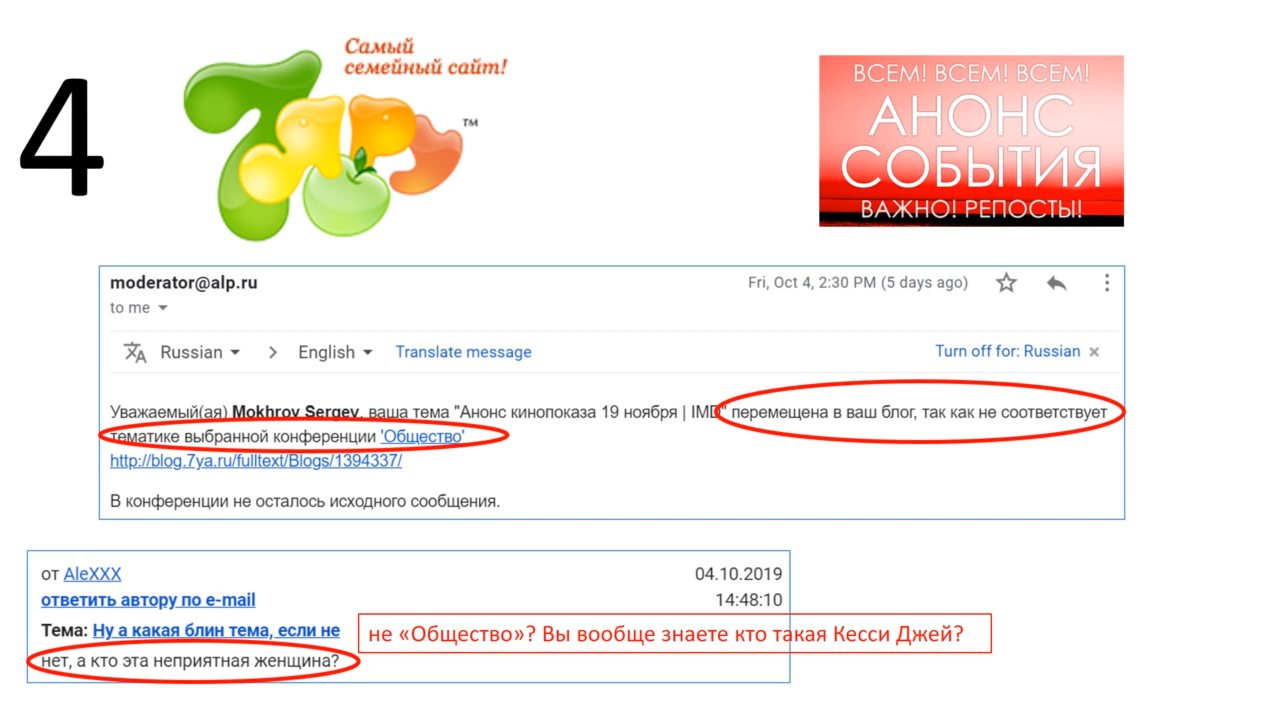 4
Самый
семейный сайт!
7ЯРэ
™
ВСЕМ! ВСЕМ! ВСЕМ!
АНОНС
СОБЫТИЯ
ВАЖНО! РЕПОСТЫ!
moderator@alp.ru
Fri, Oct 4, 2:30 PM (5 days ago)
to me
Russian > English Translate message
Turn off for: Russian ×
Уважаемый(ая) Mokhrov Sergey, ваша тема "Анонс кинопоказа 19 ноября | IMD" перемещена в ваш блог, так как не соответствует
тематике выбранной конференции 'Общество'
http://blog.7ya.ru/fulltext/Blogs/1394337/
В конференции не осталось исходного сообщения.
от AleXXX
04.10.2019
ответить автору по e-mail
14:48:10
Тема: Ну а какая блин тема, если не
не «Общество»? Вы вообще знаете кто такая Кесси Джей?
нет, а кто эта неприятная женщина?